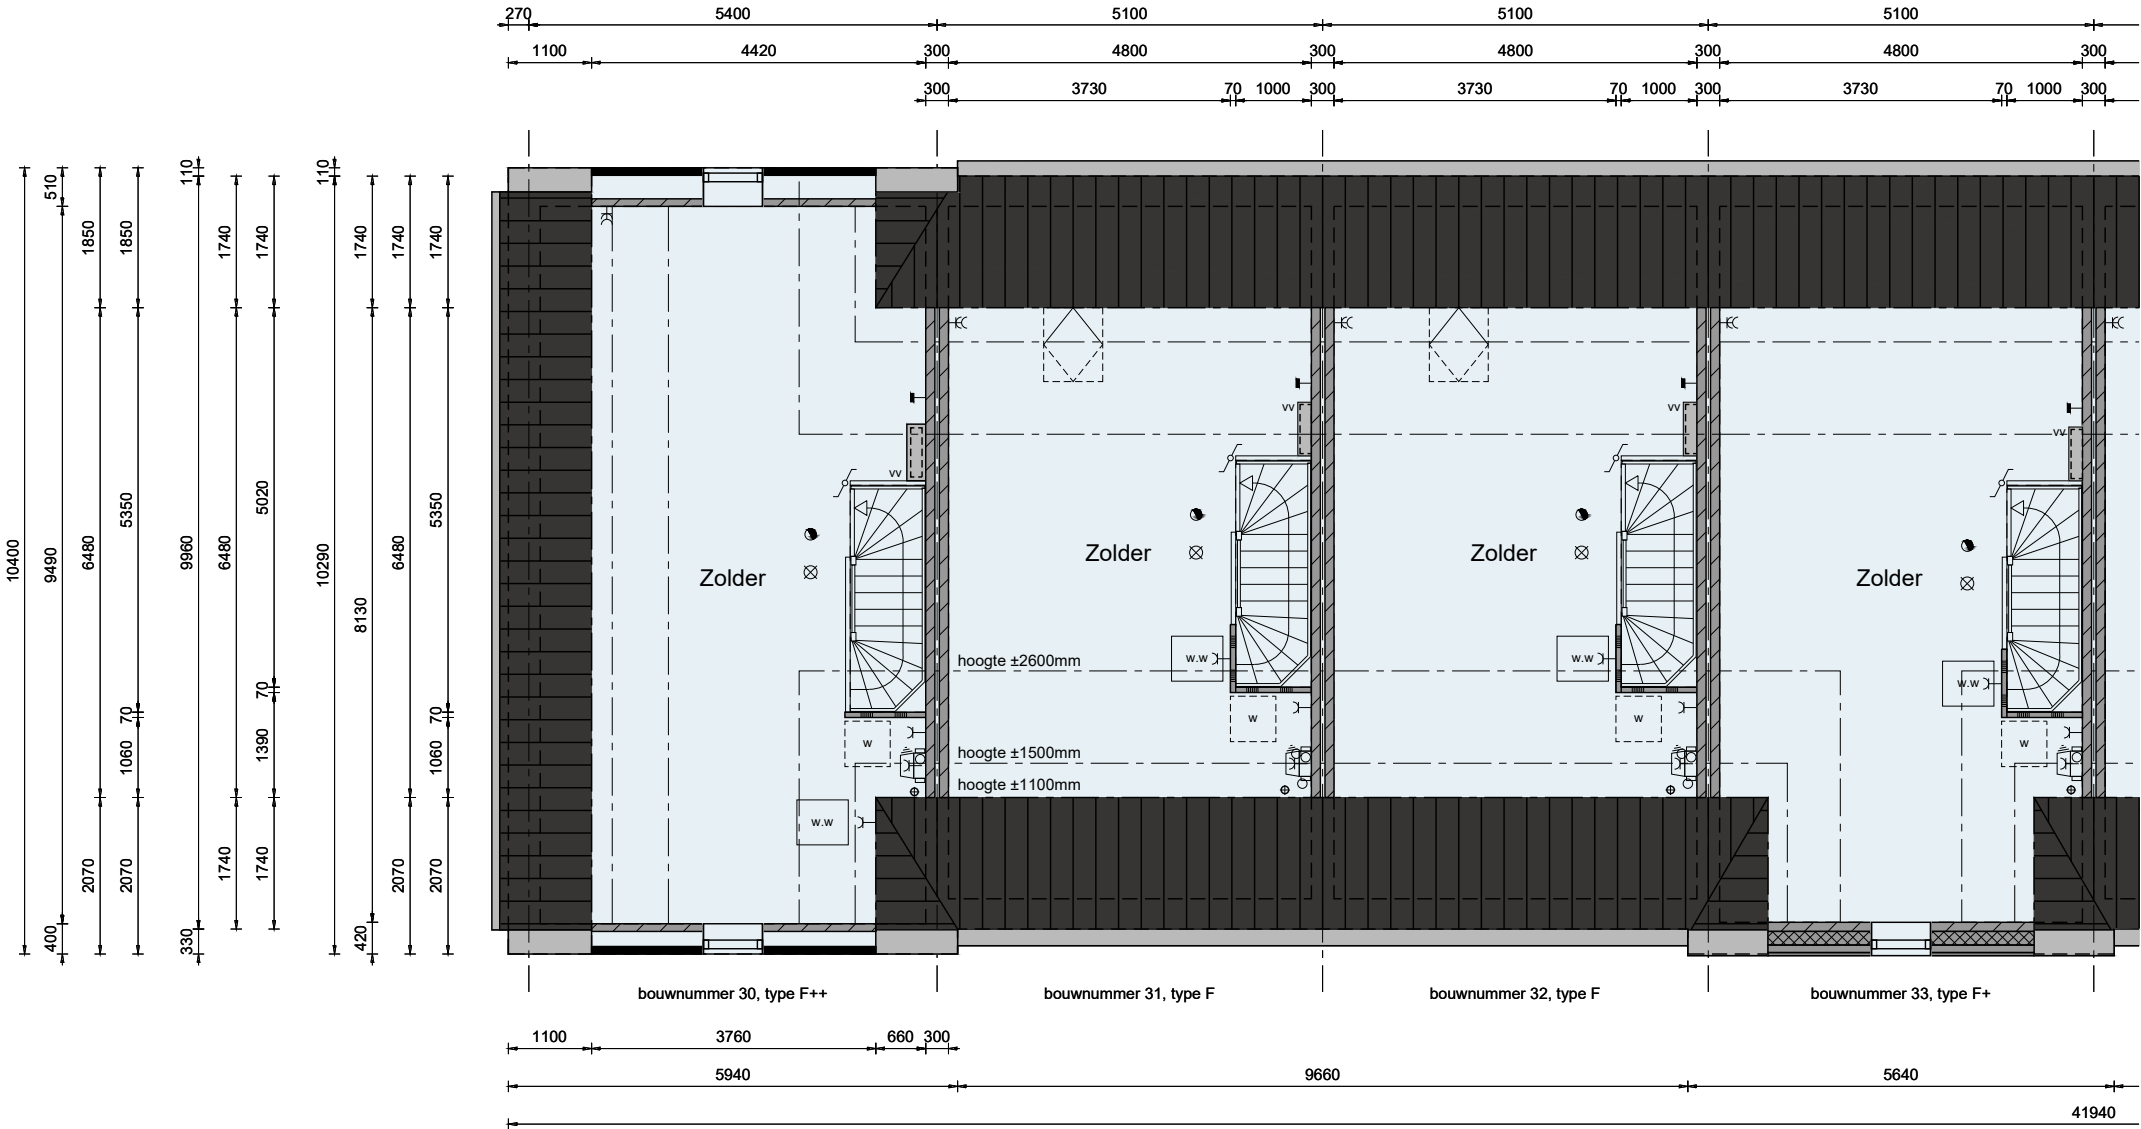 270 5400 5100 5100 5100
1100 4420 300 4800 300 4800 300 4800 300
300 3730 70 1000 300 3730 70 1000 300 3730 70 1000 300
10400
510 9490 400
1850 6480 2070
1850 5350 70 1060 2070
110 9960 330
1740 6480 1740
1740 5020 70 1390 1740
110 10290
1740 8130 420
1740 6480 2070
1740 5350 70 1060 2070
vv vv vv vv
Zolder Zolder Zolder Zolder
hoogte ±2600mm
w.w w.w w.w
w w w w
hoogte ±1500mm
hoogte ±1100mm
w.w
bouwnummer 30, type F++ bouwnummer 31, type F bouwnummer 32, type F bouwnummer 33, type F+
1100 3760 660 300
5940 9660 5640
41940